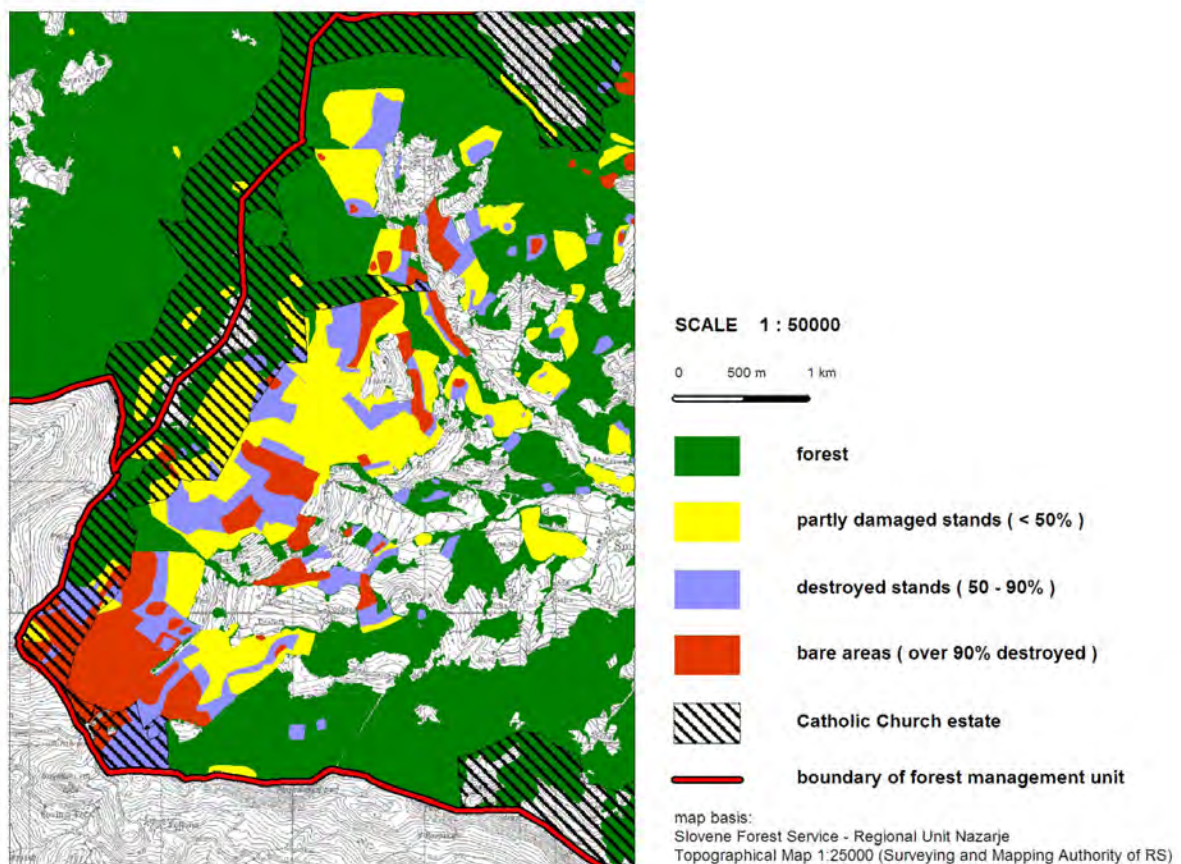 SCALE 1 : 50000
0 500 m 1 km
forest
partly damaged stands ( < 50% )
destroyed stands ( 50 - 90% )
bare areas ( over 90% destroyed )
Catholic Church estate
boundary of forest management unit
map basis:
Slovene Forest Service - Regional Unit Nazarje
Topographical Map 1:25000 (Surveying and Mapping Authority of RS)